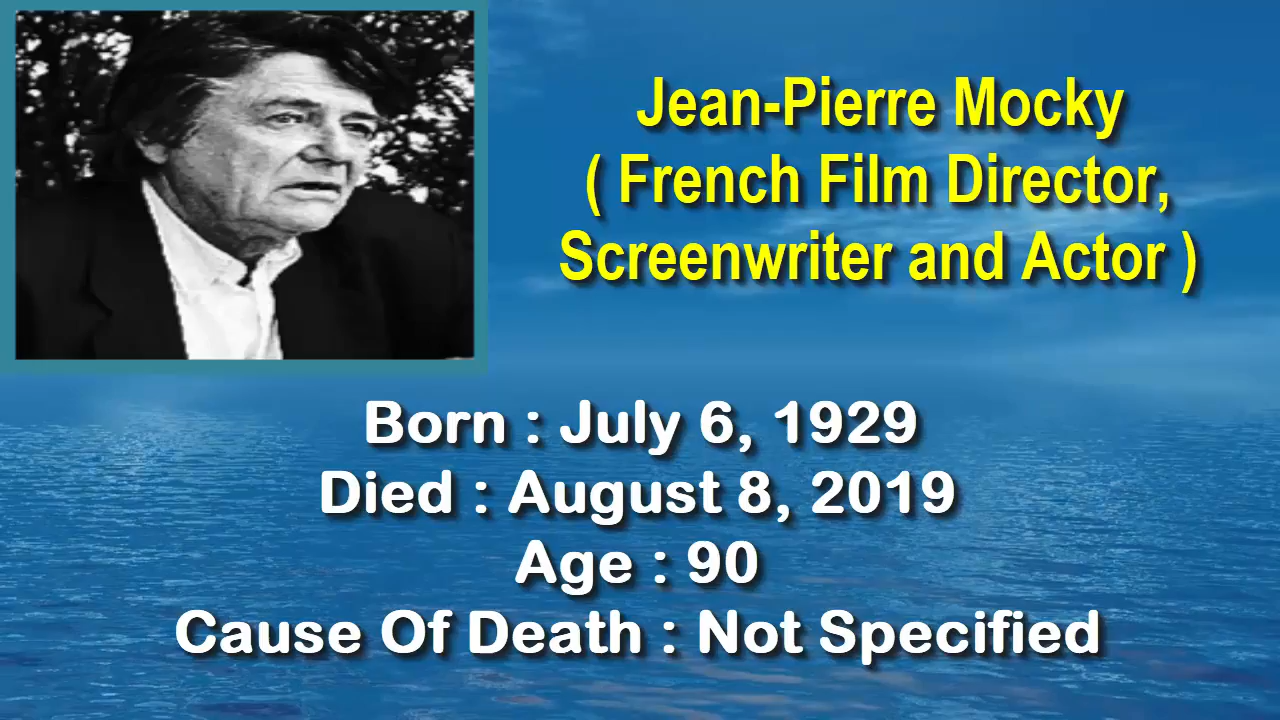 Jean-Pierre Mocky
( French Film Director,
Screenwriter and Actor )
Born : July 6, 1929
Died : August 8, 2019
Age : 90
Cause Of Death : Not Specified